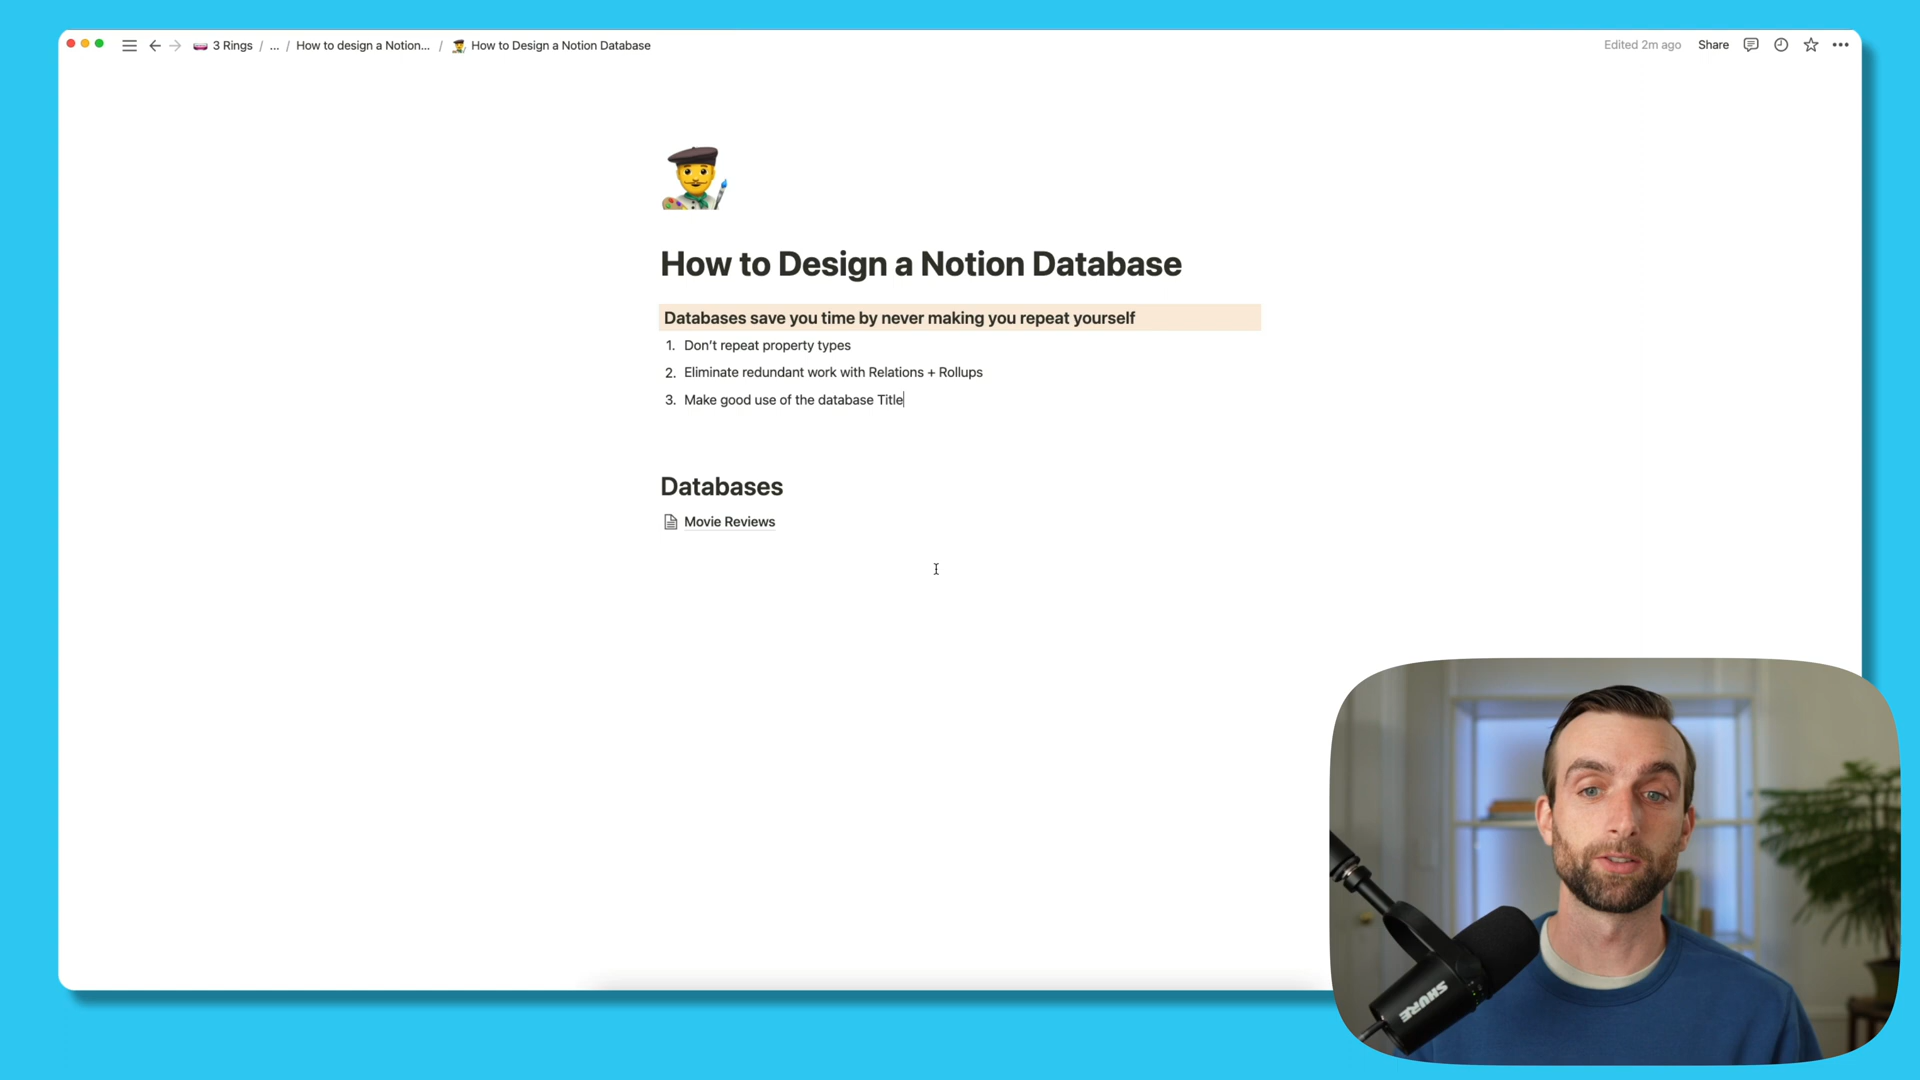 3 Rings / ... / How to design a Notion... / How to Design a Notion Database
Edited 2m ago Share
How to Design a Notion Database
Databases save you time by never making you repeat yourself
1. Don’t repeat property types
2. Eliminate redundant work with Relations + Rollups
3. Make good use of the database Title
Databases
Movie Reviews
SHURE